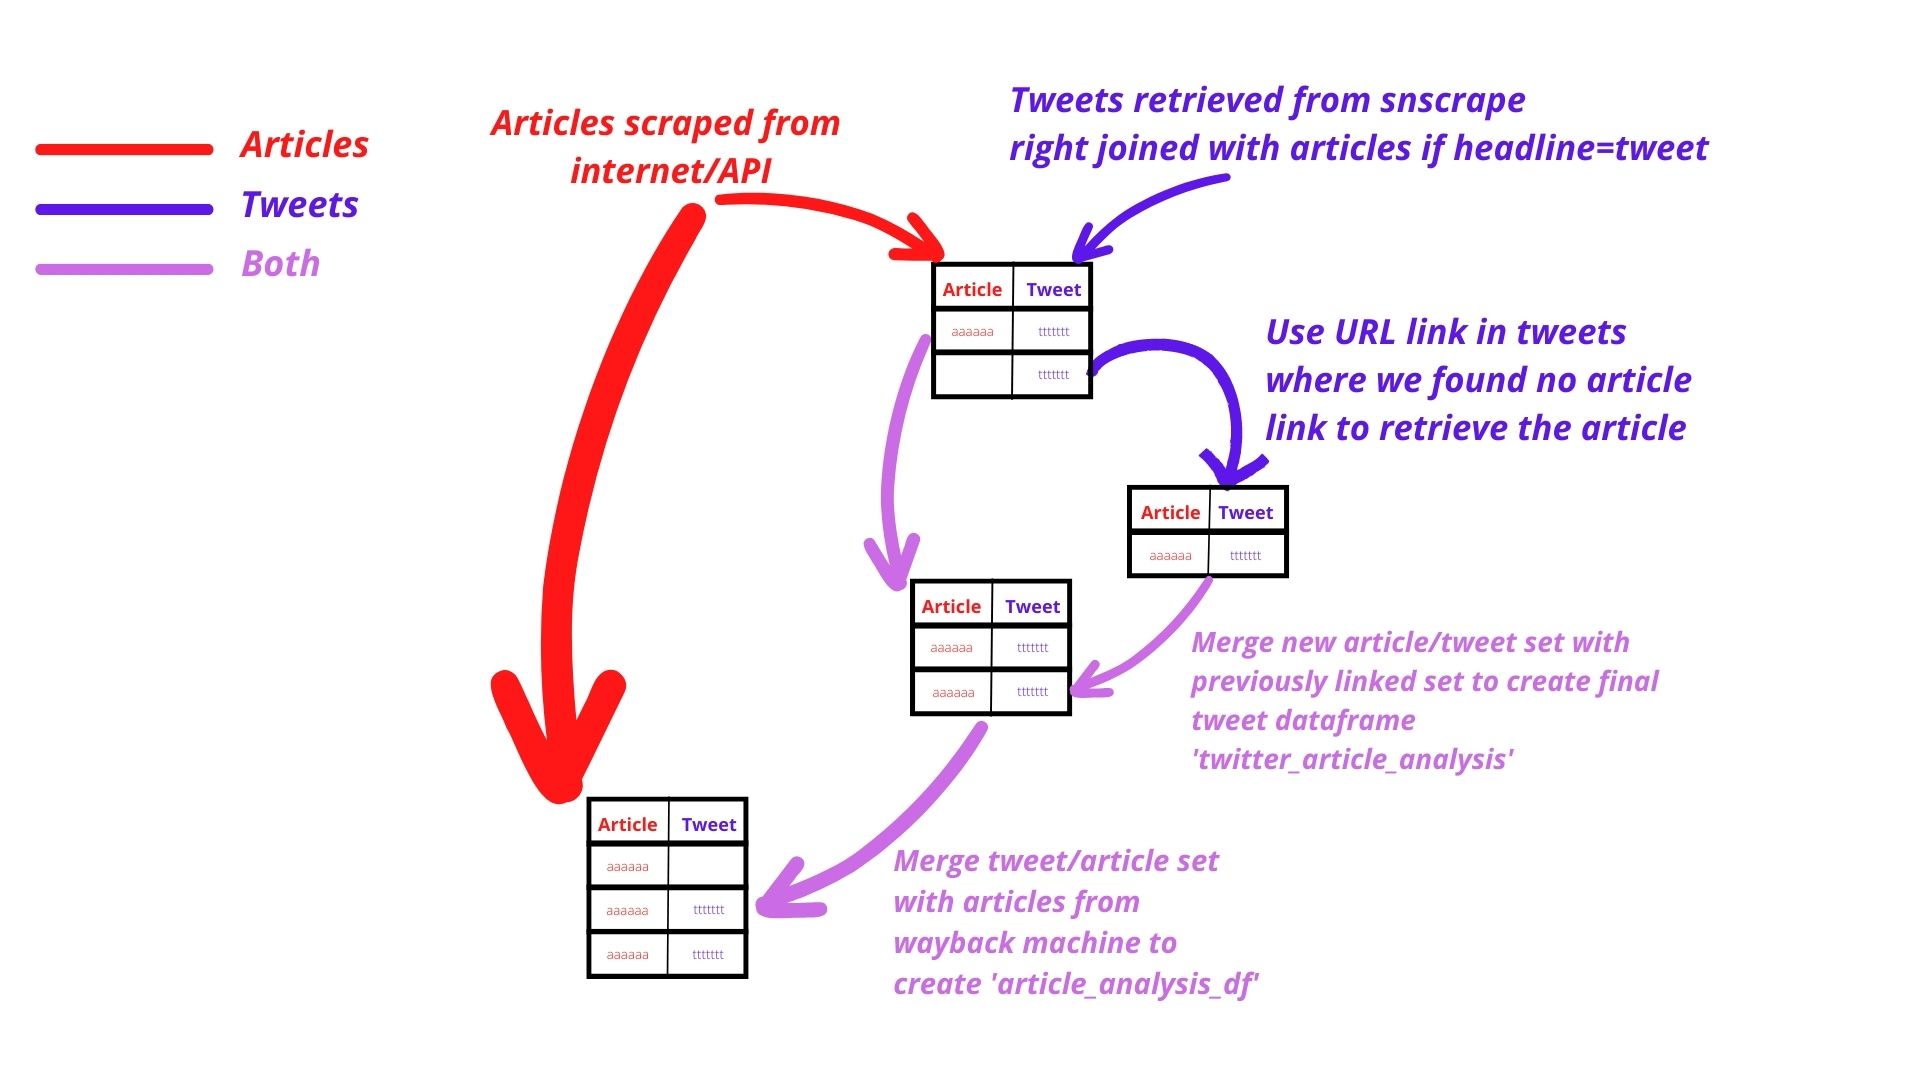 Articles
Tweets
Both
Articles scraped from
internet/API
Tweets retrieved from snscrape
right joined with articles if headline=tweet
Article Tweet
aaaaaa ttttttt
ttttttt
Use URL link in tweets
where we found no article
link to retrieve the article
Article Tweet
aaaaaa ttttttt
Article Tweet
aaaaaa ttttttt
aaaaaa ttttttt
Merge new article/tweet set with
previously linked set to create final
tweet dataframe
'twitter_article_analysis'
Article Tweet
aaaaaa
aaaaaa ttttttt
aaaaaa ttttttt
Merge tweet/article set
with articles from
wayback machine to
create 'article_analysis_df'